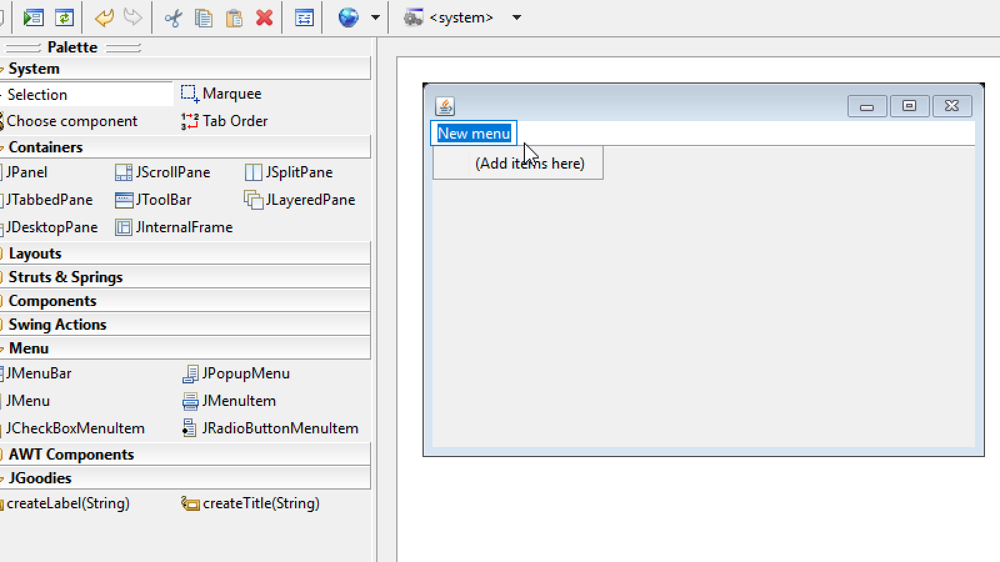 <system>
Palette
System
Selection
Marquee
Choose component
Tab Order
Containers
JPanel
JScrollPane
JSplitPane
JTabbedPane
JToolBar
JLayeredPane
JDesktopPane
JInternalFrame
Layouts
Struts & Springs
Components
Swing Actions
Menu
JMenuBar
JPopupMenu
JMenu
JMenuItem
JCheckBoxMenuItem
JRadioButtonMenuItem
AWT Components
JGoodies
createLabel(String)
createTitle(String)
New menu
(Add items here)